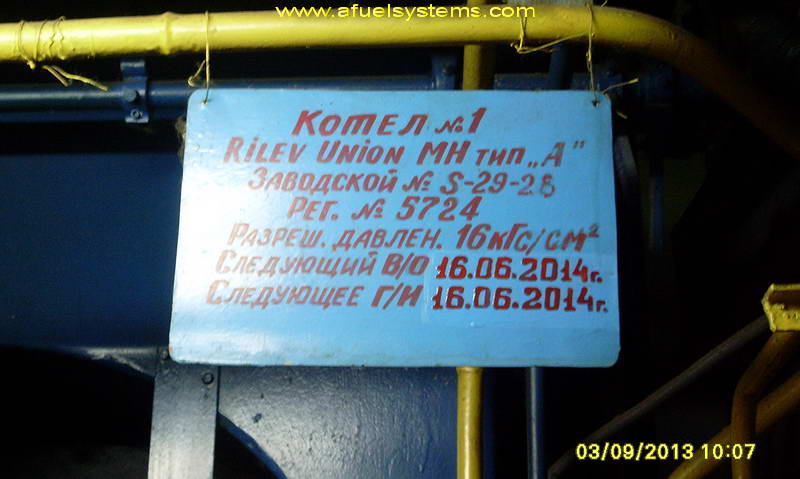 www.afuelsystems.com
Котел №1
Rilev Union МН тип „А”
Заводской № S-29-28
Рег. № 5724
Разреш. давлен. 16кгс/см²
Следующий В/О 16.06.2014г.
Следующее Г/И 16.06.2014г.
03/09/2013 10:07